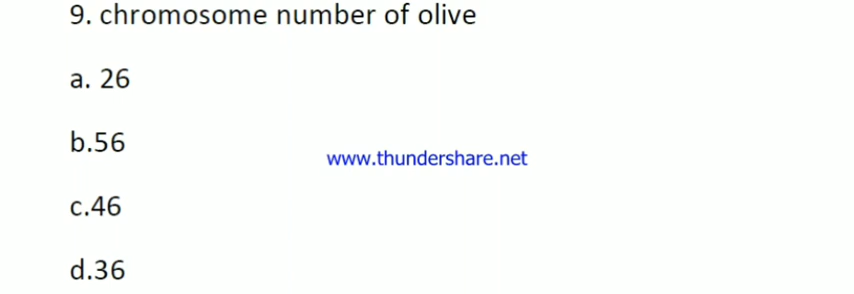 9. chromosome number of olive
a. 26
b.56
www.thundershare.net
c.46
d.36